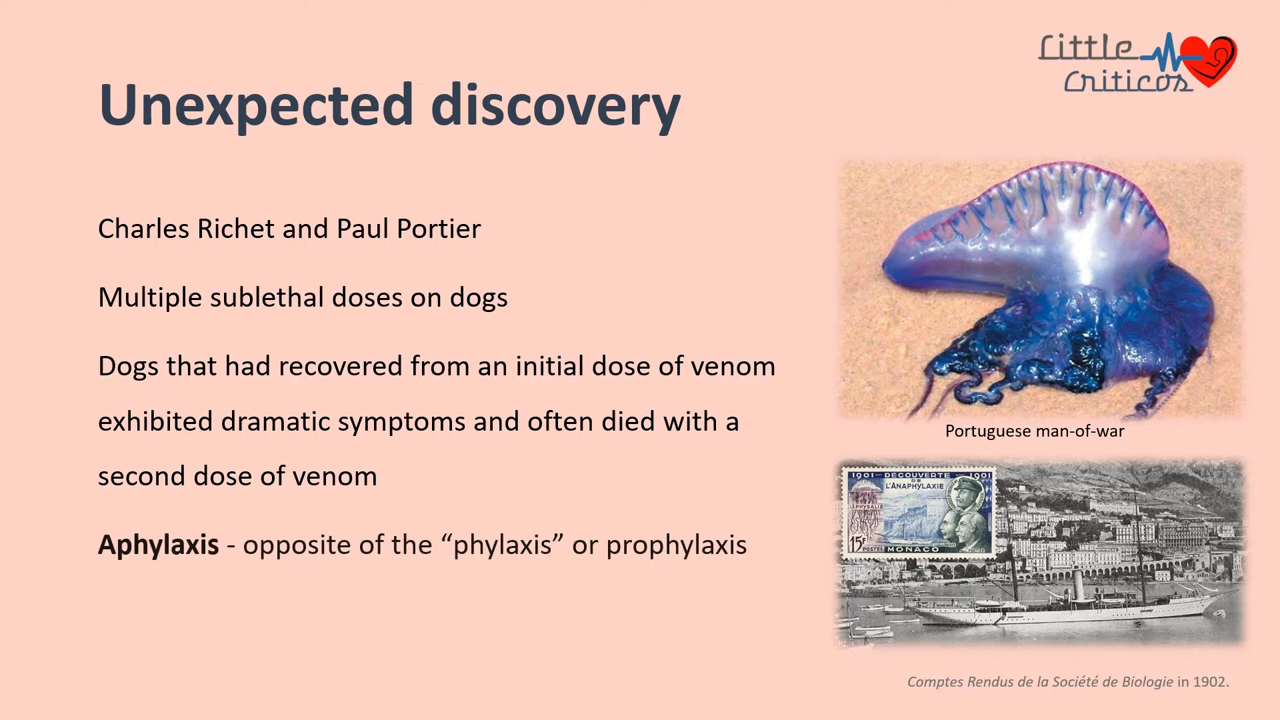 Little
Criticos
Unexpected discovery
Charles Richet and Paul Portier
Multiple sublethal doses on dogs
Dogs that had recovered from an initial dose of venom
exhibited dramatic symptoms and often died with a
second dose of venom
Aphylaxis - opposite of the “phylaxis” or prophylaxis
Portuguese man-of-war
1901-DECOUVERTE 1901
DE
L'ANAPHYLAXIE
PHYSALIE
15F
POSTES
MONACO
Comptes Rendus de la Société de Biologie in 1902.